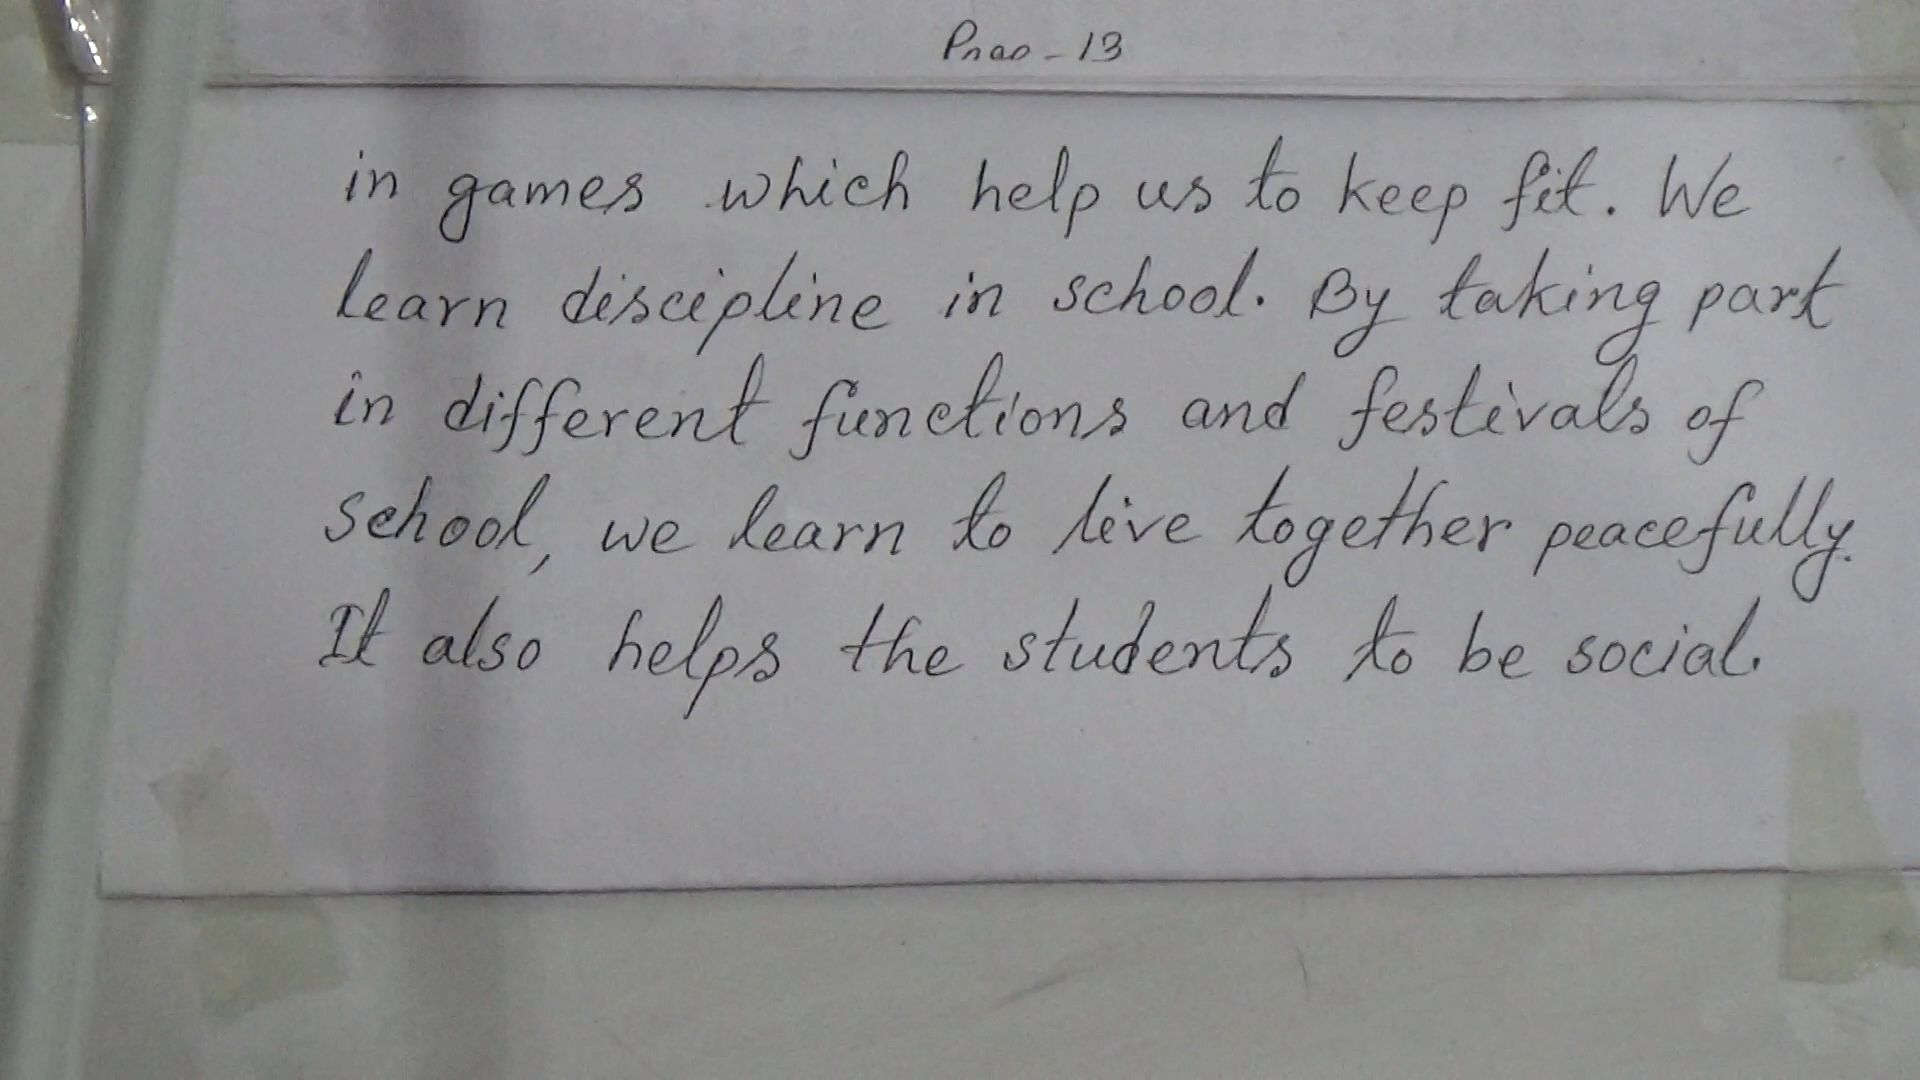 Pnao - 13
in games which help us to keep fit. We
learn discipline in school. By taking part
in different functions and festivals of
school, we learn to live together peacefully.
It also helps the students to be social.